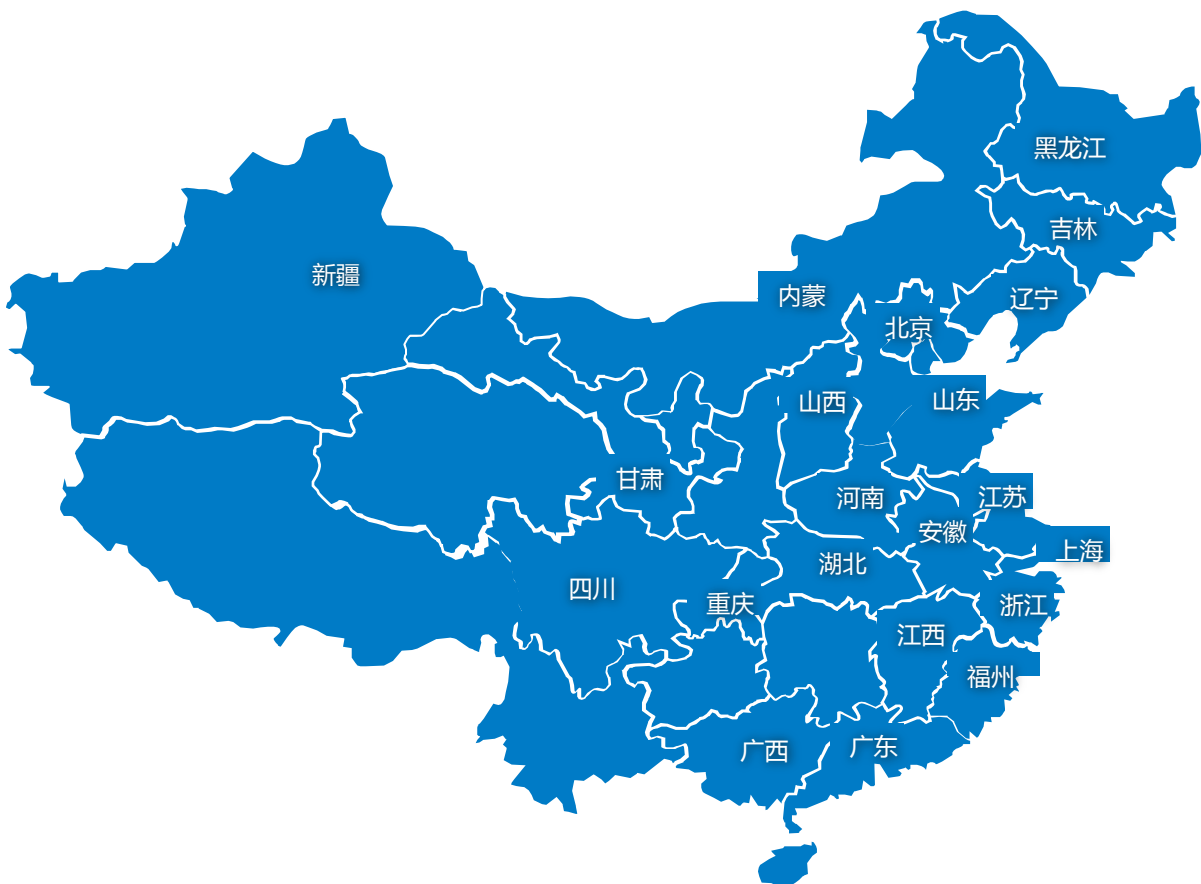 黑龙江
吉林
新疆
内蒙
辽宁
北京
山西
山东
甘肃
河南
江苏
安徽
上海
湖北
四川
重庆
浙江
江西
福州
广西
广东